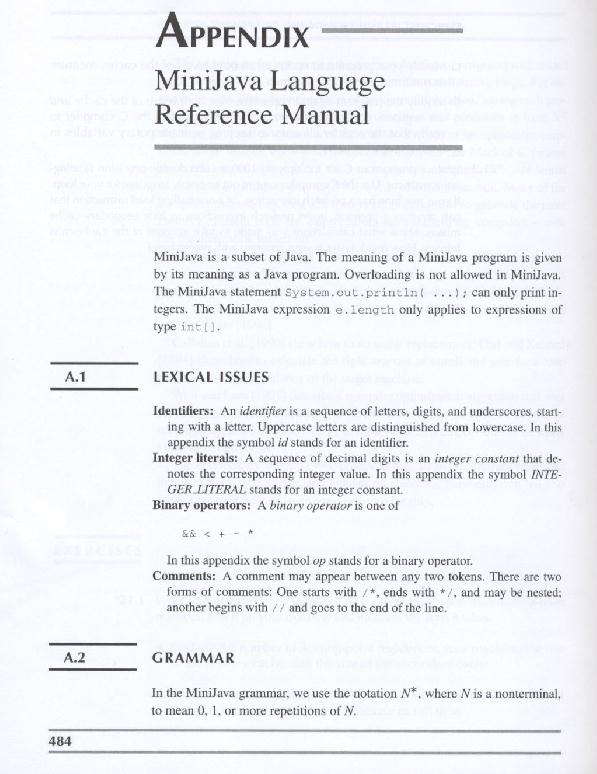 APPENDIX
MiniJava Language
Reference Manual
MiniJava is a subset of Java. The meaning of a MiniJava program is given
by its meaning as a Java program. Overloading is not allowed in MiniJava.
The MiniJava statement System.out.println( ...); can only print in-
tegers. The MiniJava expression e.length only applies to expressions of
type int[].
A.1 LEXICAL ISSUES
Identifiers: An identifier is a sequence of letters, digits, and underscores, start-
ing with a letter. Uppercase letters are distinguished from lowercase. In this
appendix the symbol id stands for an identifier.
Integer literals: A sequence of decimal digits is an integer constant that de-
notes the corresponding integer value. In this appendix the symbol INTE-
GER_LITERAL stands for an integer constant.
Binary operators: A binary operator is one of
&& < + - *
In this appendix the symbol op stands for a binary operator.
Comments: A comment may appear between any two tokens. There are two
forms of comments: One starts with /*, ends with */, and may be nested;
another begins with // and goes to the end of the line.
A.2 GRAMMAR
In the MiniJava grammar, we use the notation N*, where N is a nonterminal,
to mean 0, 1, or more repetitions of N.
484